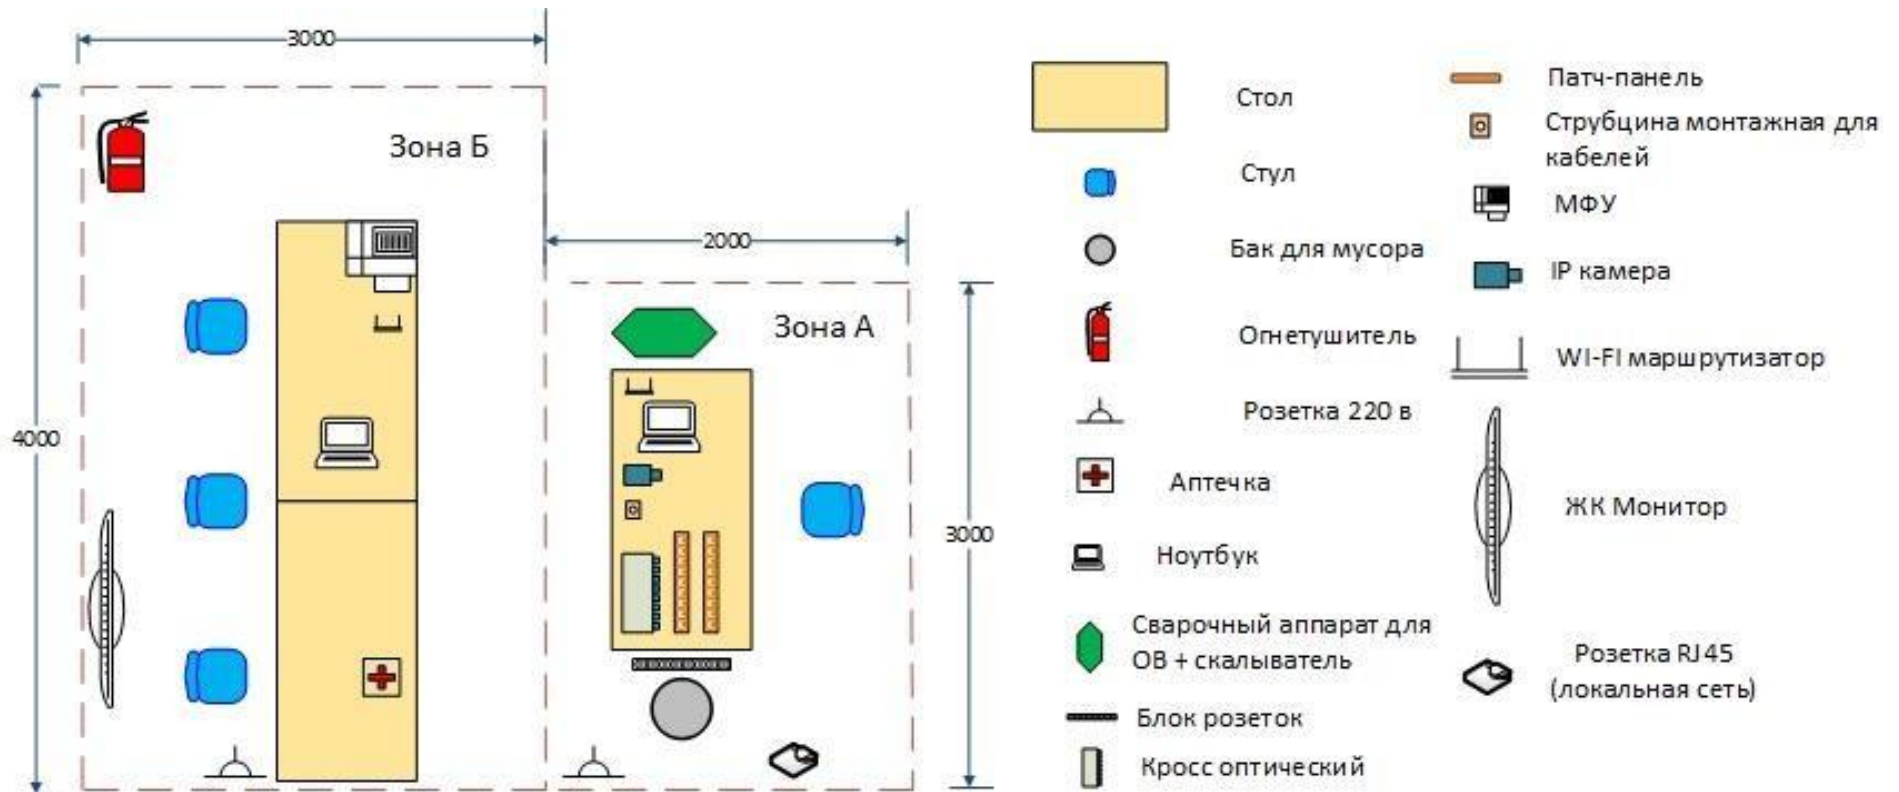 3000
Зона Б
2000
Зона А
4000
3000
Стол
Стул
Бак для мусора
Огнетушитель
Розетка 220 в
Аптечка
Ноутбук
Сварочный аппарат для
ОВ + скалыватель
Блок розеток
Кросс оптический
Патч-панель
Струбцина монтажная для
кабелей
МФУ
IP камера
WI-FI маршрутизатор
ЖК Монитор
Розетка RJ45
(локальная сеть)